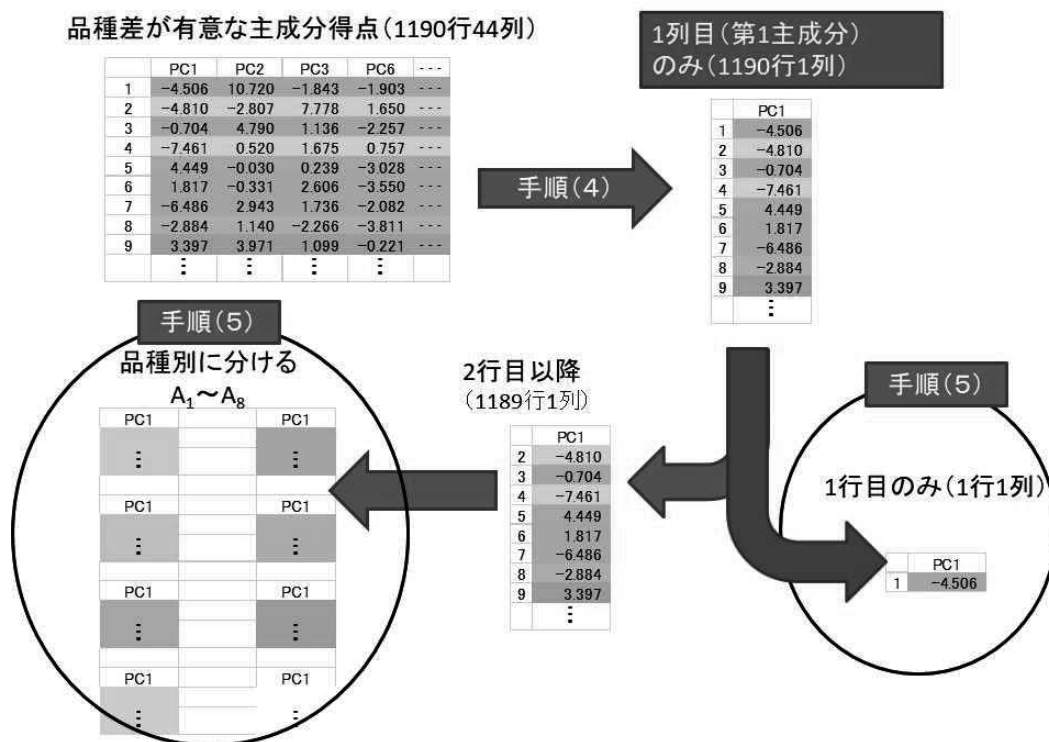 品種差が有意な主成分得点(1190行44列)
PC1 PC2 PC3 PC6 ---
1 −4.506 10.720 −1.843 −1.903 ---
2 −4.810 −2.807 7.778 1.650 ---
3 −0.704 4.790 1.136 −2.257 ---
4 −7.461 0.520 1.675 0.757 ---
5 4.449 −0.030 0.239 −3.028 ---
6 1.817 −0.331 2.606 −3.550 ---
7 −6.486 2.943 1.736 −2.082 ---
8 −2.884 1.140 −2.266 −3.811 ---
9 3.397 3.971 1.099 −0.221 ---
⋮ ⋮ ⋮ ⋮
手順(4)
1列目(第1主成分)
のみ(1190行1列)
PC1
1 −4.506
2 −4.810
3 −0.704
4 −7.461
5 4.449
6 1.817
7 −6.486
8 −2.884
9 3.397
⋮
手順(5)
品種別に分ける
A₁～A₈
PC1 PC1
⋮ ⋮
PC1 PC1
⋮ ⋮
PC1 PC1
⋮ ⋮
PC1 PC1
⋮ ⋮
2行目以降
(1189行1列)
PC1
2 −4.810
3 −0.704
4 −7.461
5 4.449
6 1.817
7 −6.486
8 −2.884
9 3.397
⋮
手順(5)
1行目のみ(1行1列)
PC1
1 −4.506